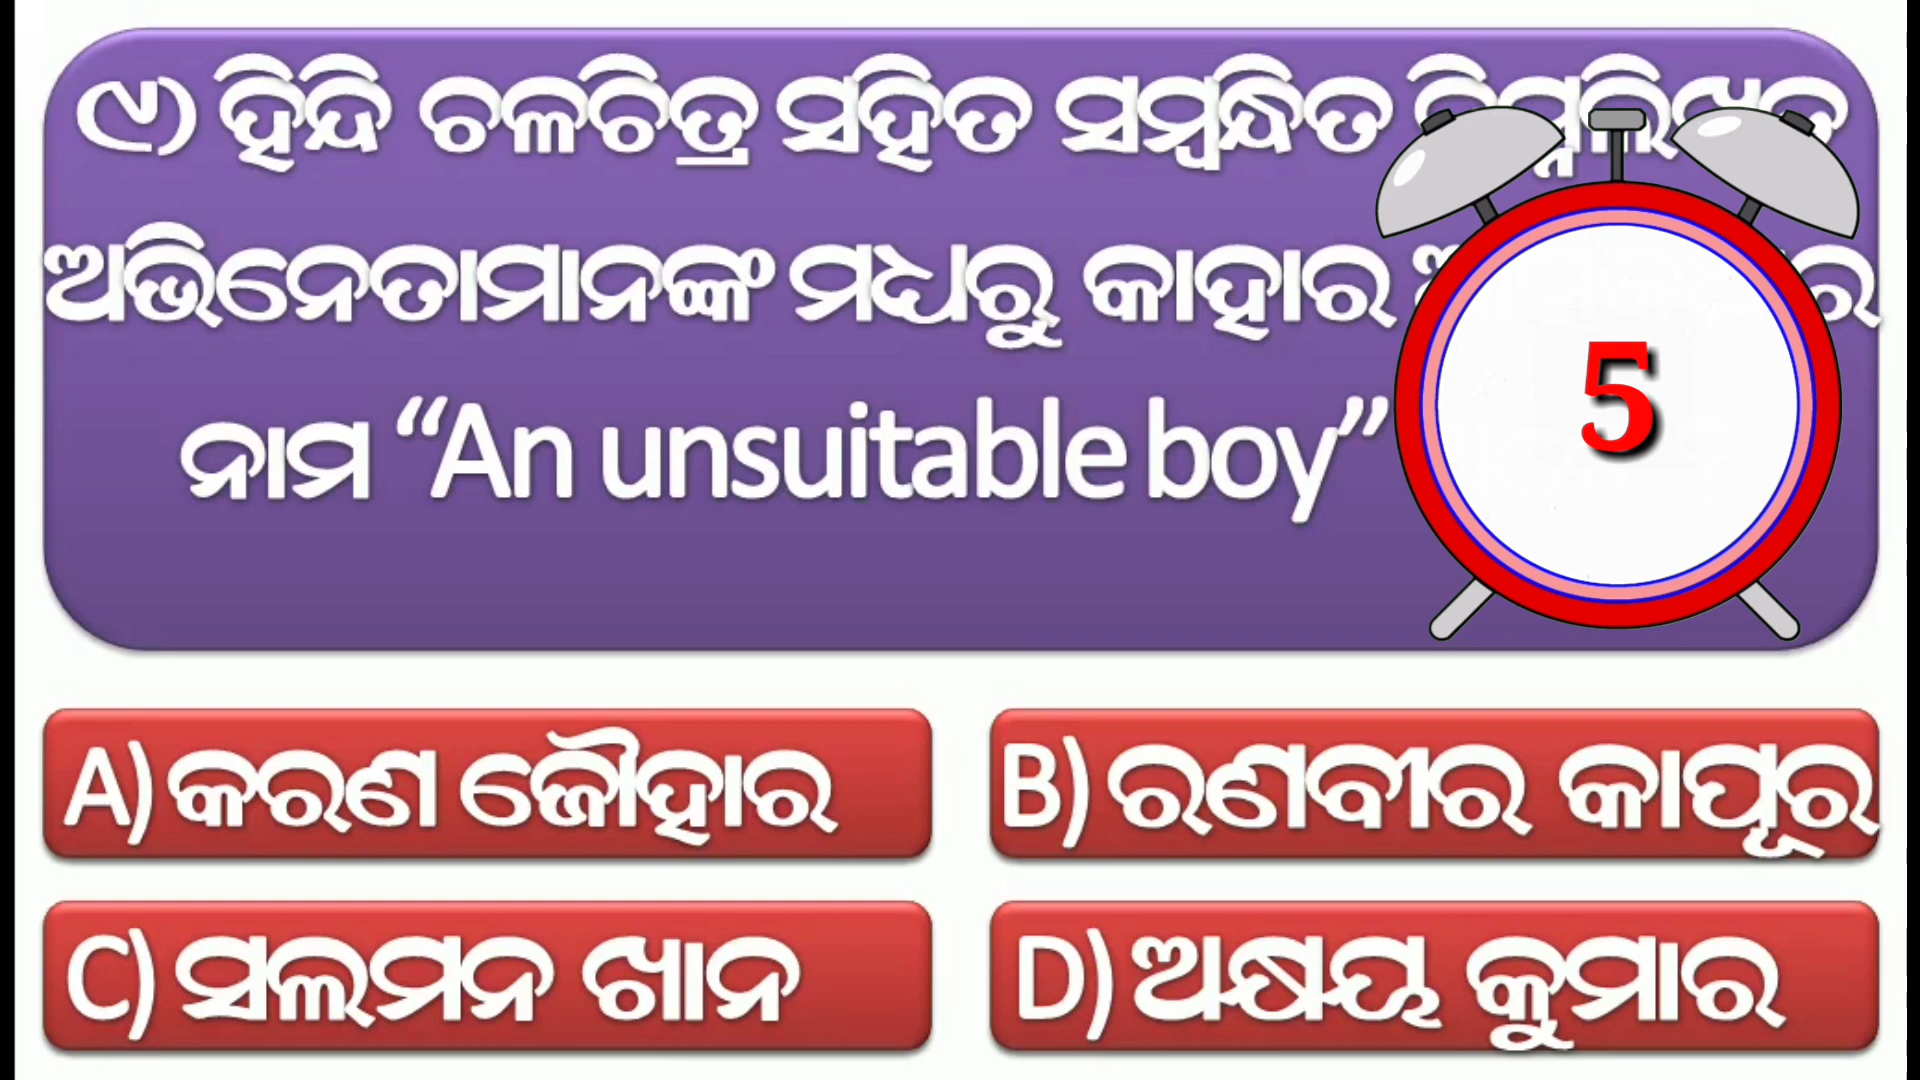 ୯) ହିନ୍ଦି ଚଳଚିତ୍ର ସହିତ ସମ୍ବନ୍ଧିତ
ଅଭିନେତାମାନଙ୍କ ମଧ୍ୟରୁ କାହାର
ନାମ “An unsuitable boy”
5
A) କରଣ ଜୌହାର
B) ରଣବୀର କାପୂର
C) ସଲମନ ଖାନ
D) ଅକ୍ଷୟ କୁମାର